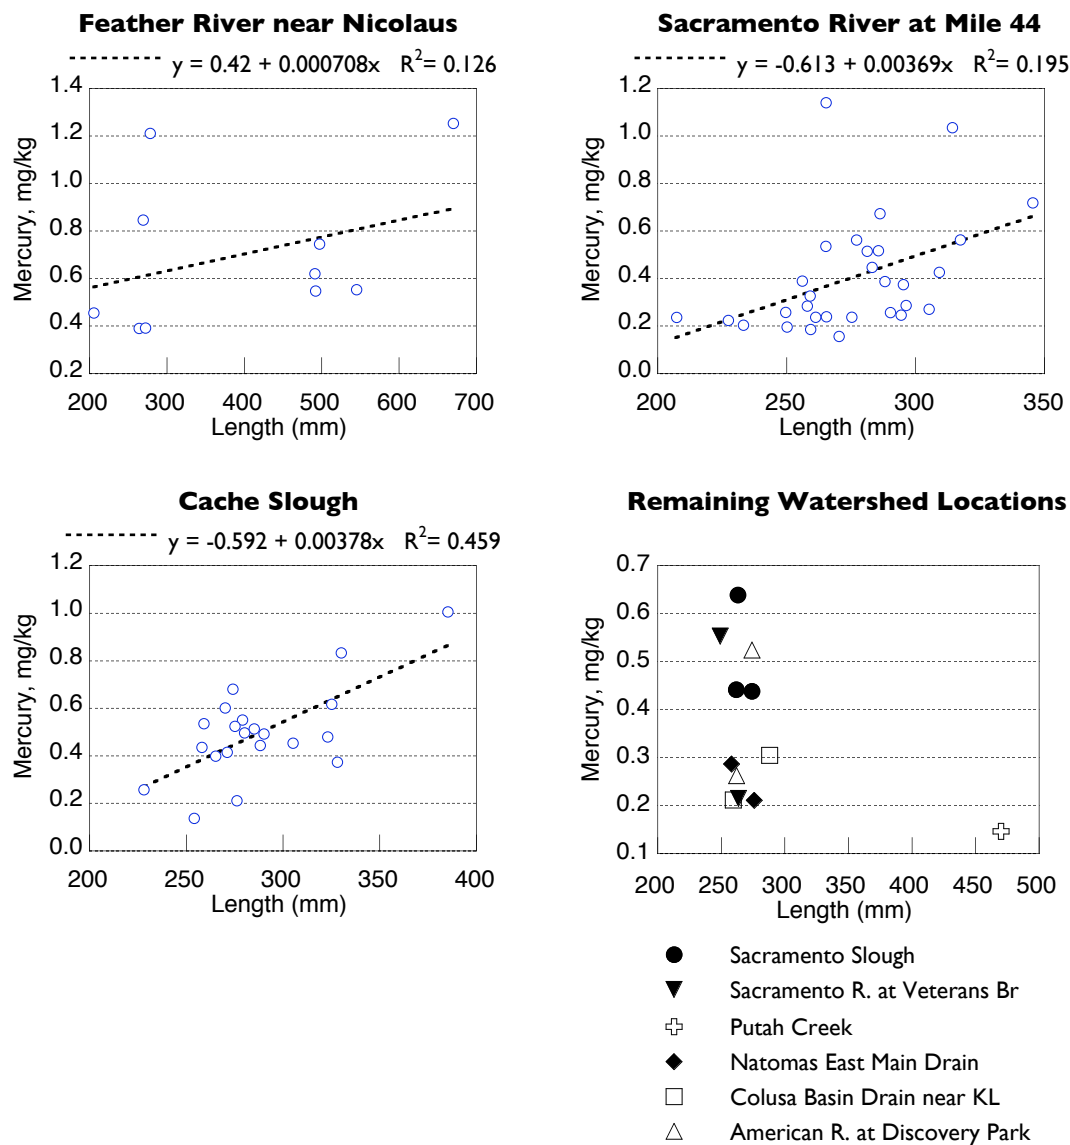 Feather River near Nicolaus
y = 0.42 + 0.000708x R²= 0.126
1.4
1.2
1.0
0.8
0.6
0.4
0.2
Mercury, mg/kg
200 300 400 500 600 700
Length (mm)
Sacramento River at Mile 44
y = -0.613 + 0.00369x R²= 0.195
1.2
1.0
0.8
0.6
0.4
0.2
0.0
Mercury, mg/kg
200 250 300 350
Length (mm)
Cache Slough
y = -0.592 + 0.00378x R²= 0.459
1.2
1.0
0.8
0.6
0.4
0.2
0.0
Mercury, mg/kg
200 250 300 350 400
Length (mm)
Remaining Watershed Locations
0.7
0.6
0.5
0.4
0.3
0.2
0.1
Mercury, mg/kg
200 250 300 350 400 450 500
Length (mm)
Sacramento Slough
Sacramento R. at Veterans Br
Putah Creek
Natomas East Main Drain
Colusa Basin Drain near KL
American R. at Discovery Park